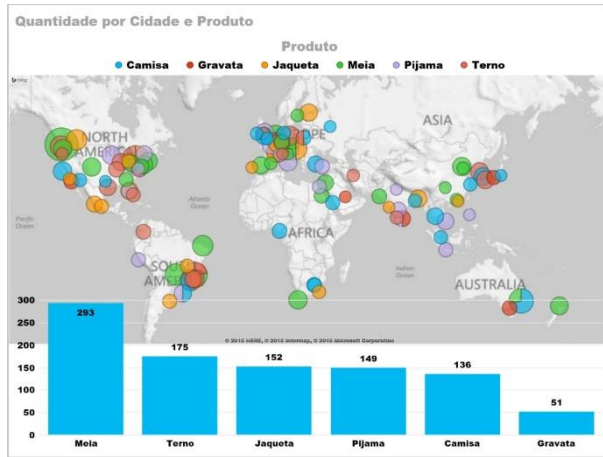 Quantidade por Cidade e Produto
Produto
Camisa Gravata Jaqueta Meia Pijama Terno
NORTH
AMERICA
ASIA
Atlantic
Ocean
Pacific
Ocean
AFRICA
SOUTH
AMERICA
Indian
Ocean
AUSTRALIA
300
293
© 2015 HERE, © 2015 Intermap, © 2015 Microsoft Corporation
250
200
175
152
149
136
150
100
51
50
0
Meia Terno Jaqueta Pijama Camisa Gravata